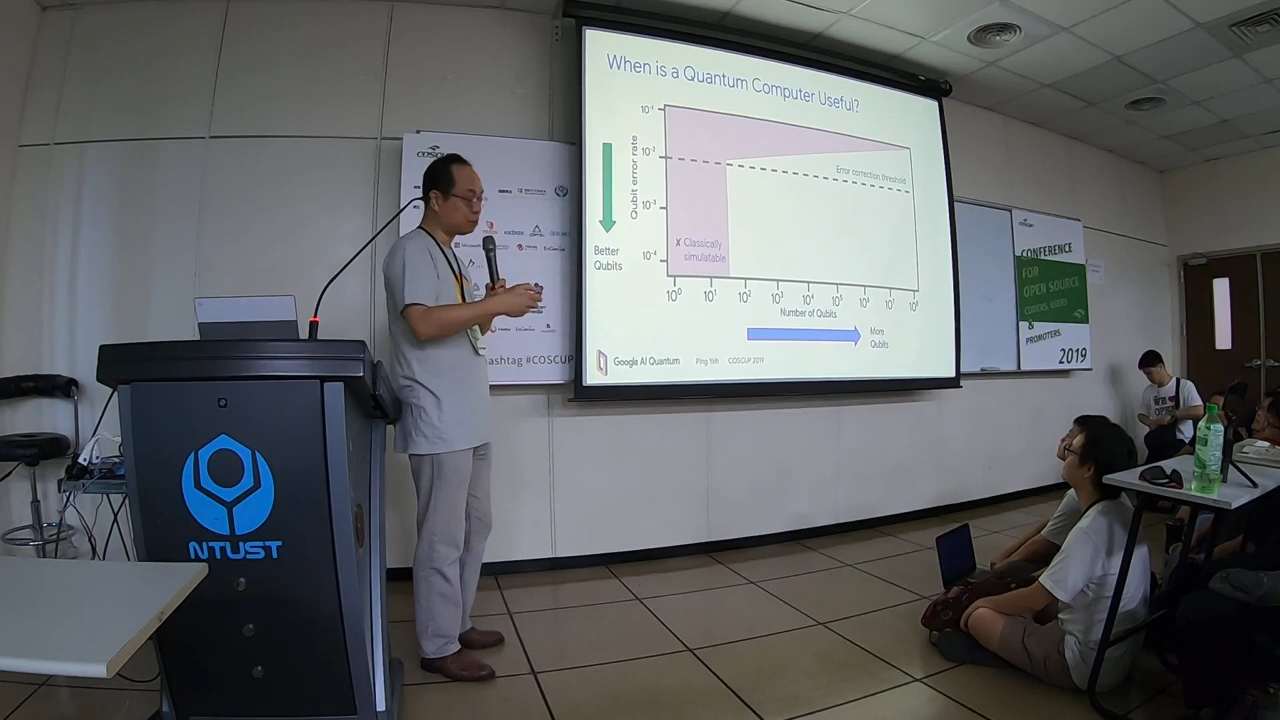 When is a Quantum Computer Useful?
Qubit error rate
10⁻¹
10⁻²
10⁻³
10⁻⁴
Error correction threshold
✗ Classically
simulatable
Better
Qubits
10⁰ 10¹ 10² 10³ 10⁴ 10⁵ 10⁶ 10⁷ 10⁸
Number of Qubits
More
Qubits
Google AI Quantum Ping Yeh COSCUP 2019
COSCUP
ashtag #COSCUP
NTUST
CONFERENCE
FOR
OPEN SOURCE
CODERS, USERS
&
PROMOTERS
2019